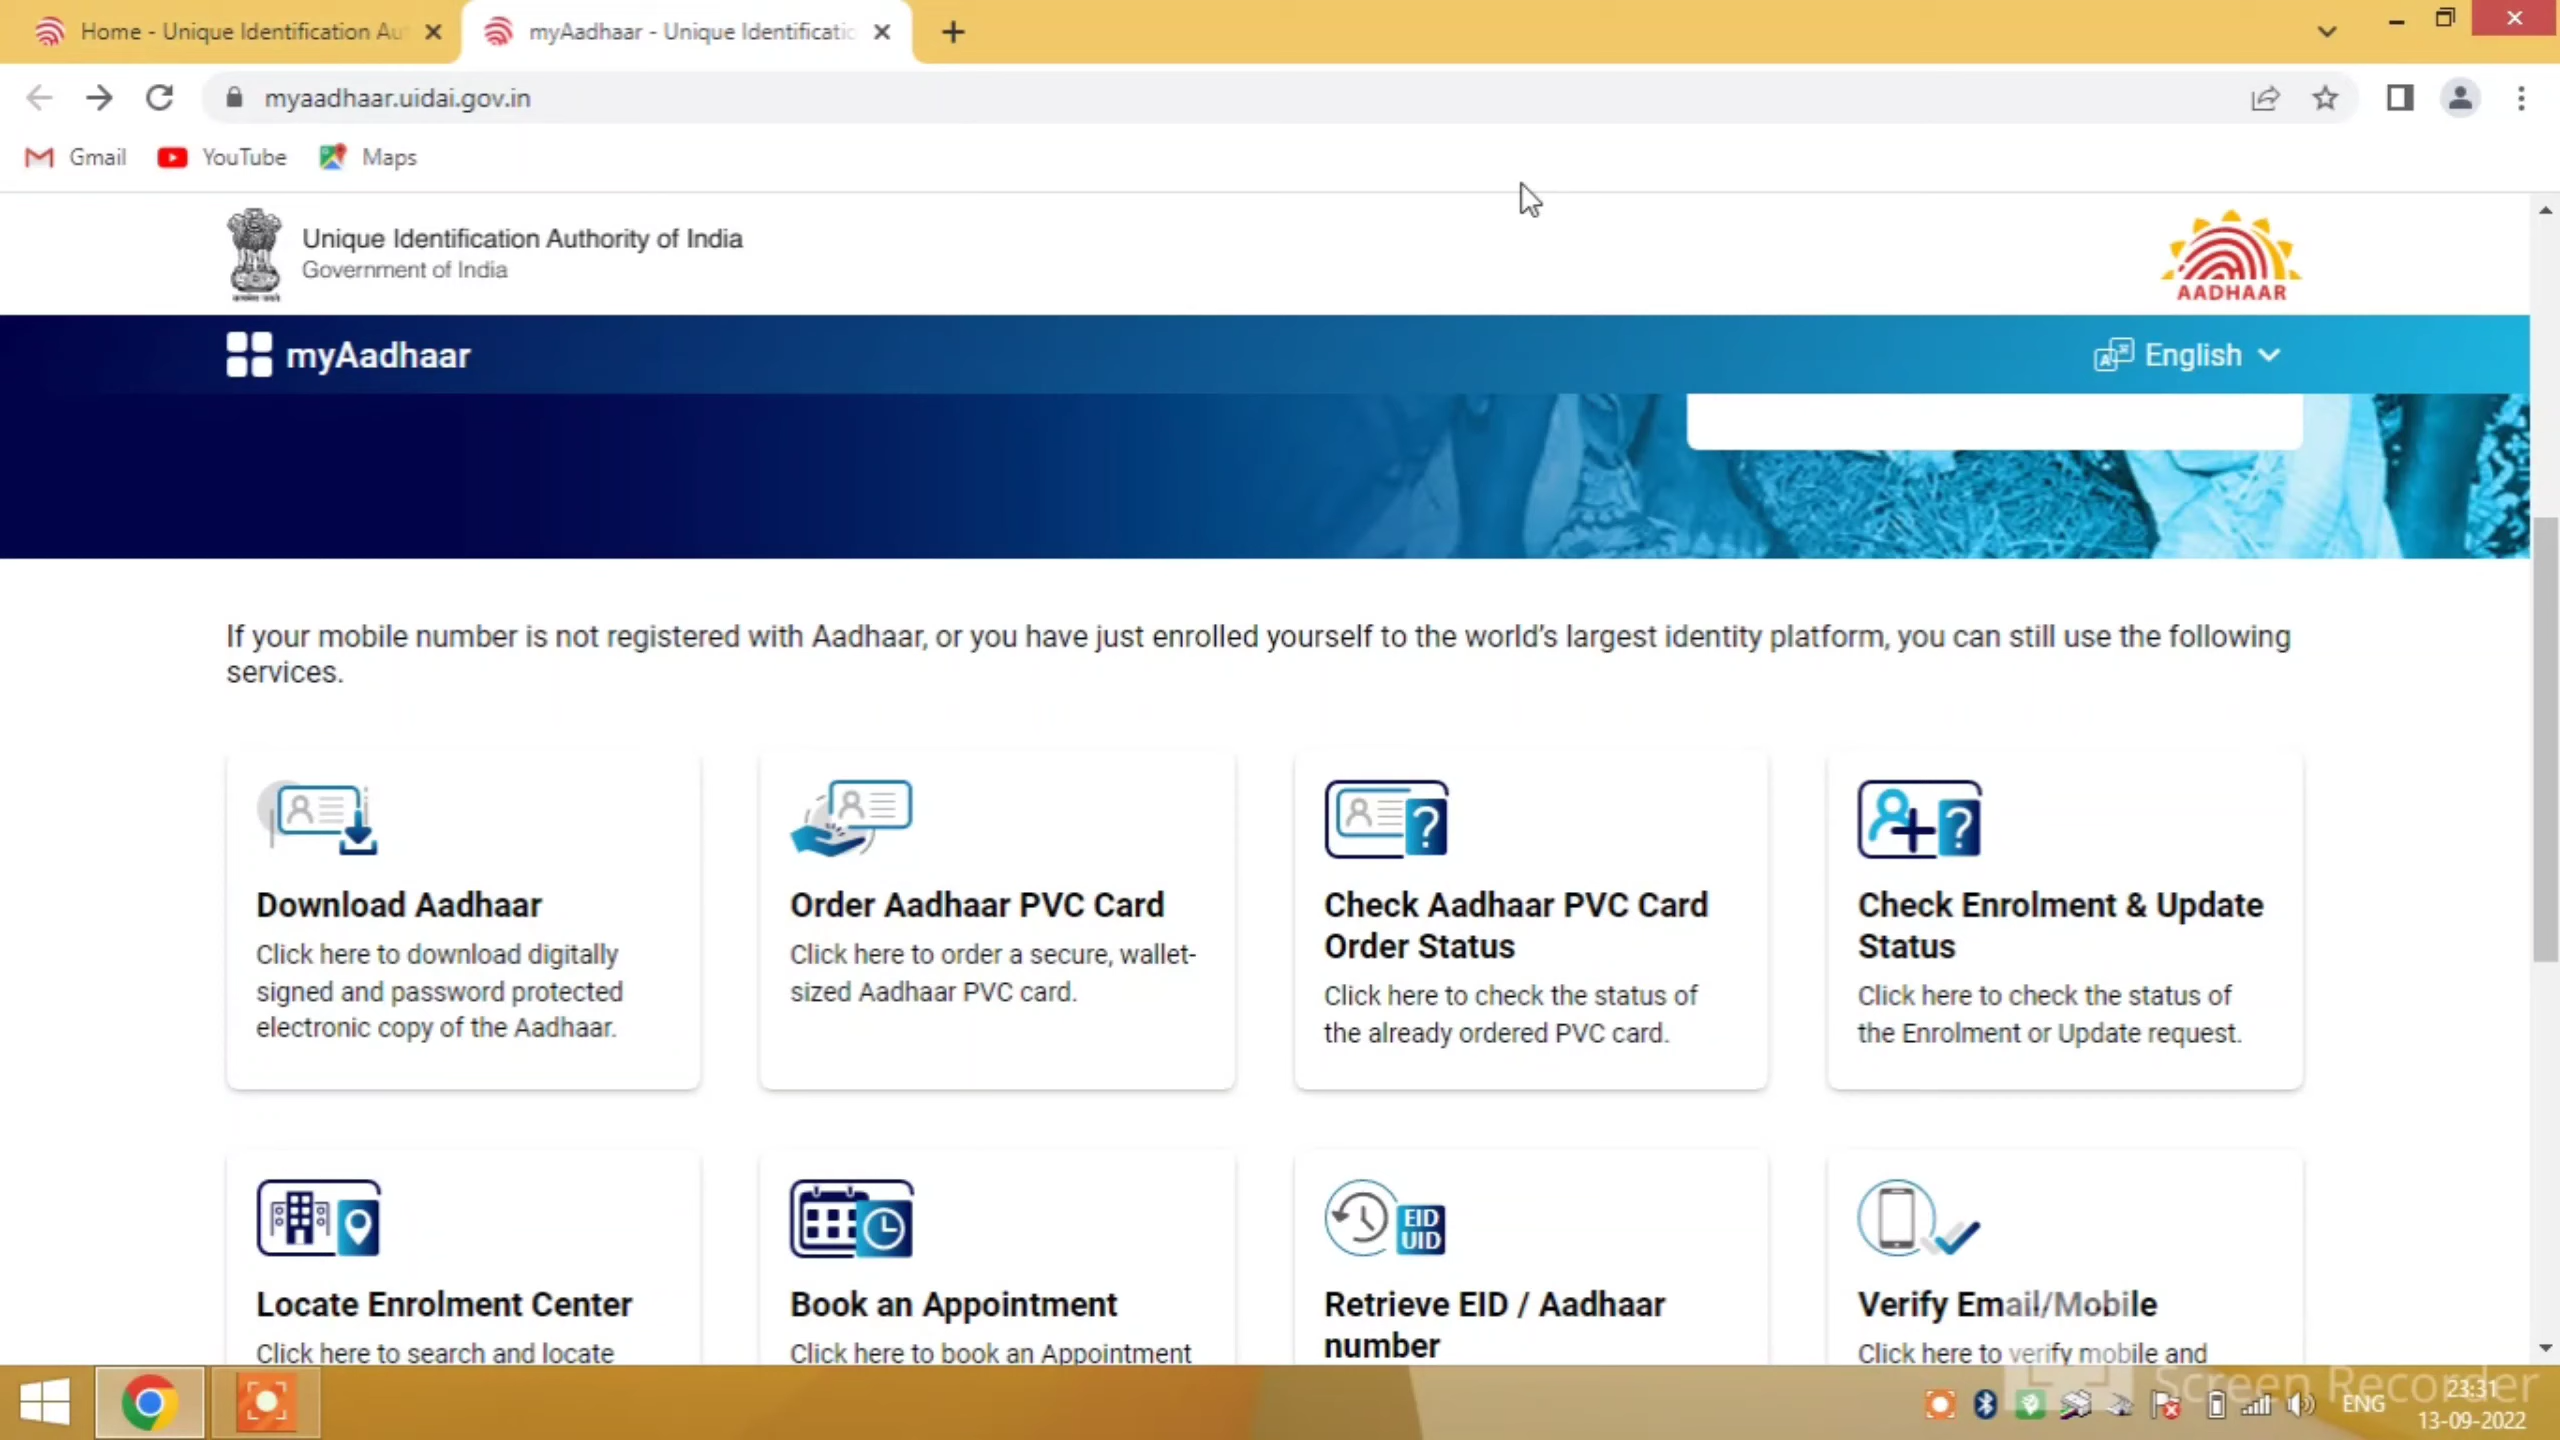 Home - Unique Identification Au
myAadhaar - Unique Identificatio
myaadhaar.uidai.gov.in
Gmail
YouTube
Maps
Unique Identification Authority of India
Government of India
AADHAAR
myAadhaar
English
If your mobile number is not registered with Aadhaar, or you have just enrolled yourself to the world's largest identity platform, you can still use the following
services.
Download Aadhaar
Click here to download digitally
signed and password protected
electronic copy of the Aadhaar.
Order Aadhaar PVC Card
Click here to order a secure, wallet-
sized Aadhaar PVC card.
Check Aadhaar PVC Card
Order Status
Click here to check the status of
the already ordered PVC card.
Check Enrolment & Update
Status
Click here to check the status of
the Enrolment or Update request.
Locate Enrolment Center
Click here to search and locate
Book an Appointment
Click here to book an Appointment
EID
UID
Retrieve EID / Aadhaar
number
Verify Email/Mobile
Click here to verify mobile and
Screen Recorder
ENG
23:31
13-09-2022